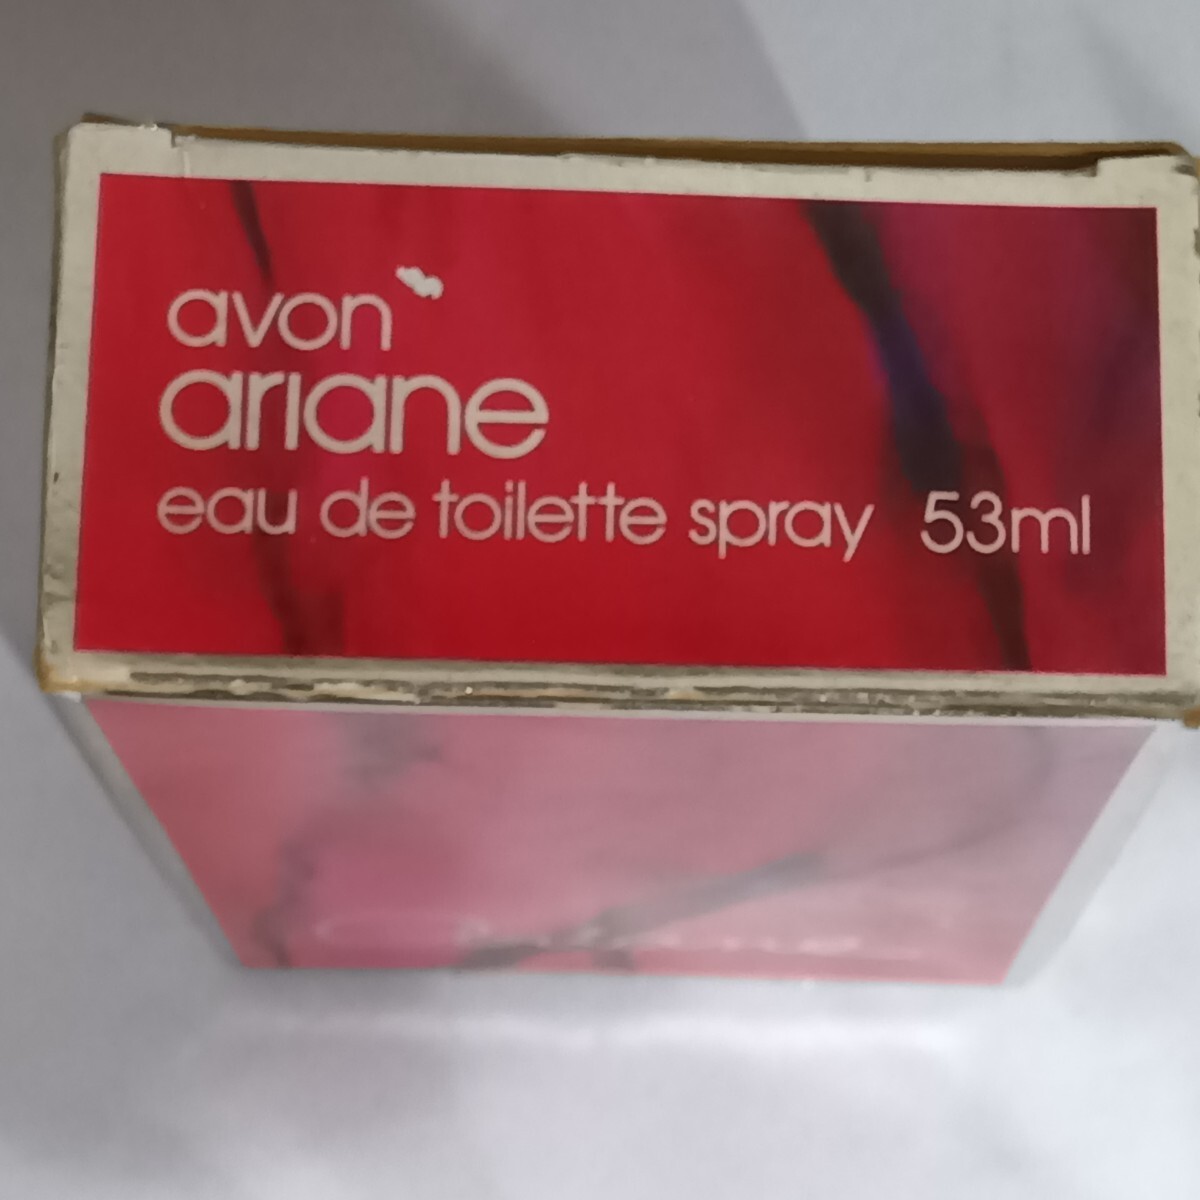 avon
ariane
eau de toilette spray 53ml